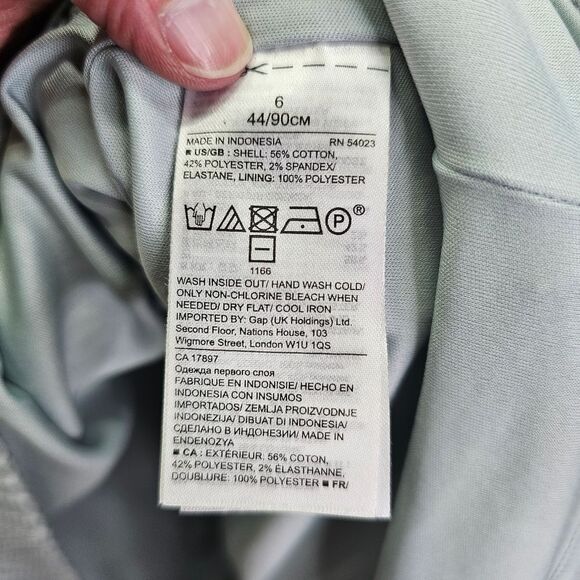 6
44/90CM
MADE IN INDONESIA RN 54023
■ US/GB : SHELL: 56% COTTON,
42% POLYESTER, 2% SPANDEX/
ELASTANE, LINING: 100% POLYESTER
P ®
1166
WASH INSIDE OUT/ HAND WASH COLD/
ONLY NON-CHLORINE BLEACH WHEN
NEEDED/ DRY FLAT/ COOL IRON
IMPORTED BY: Gap (UK Holdings) Ltd.
Second Floor, Nations House, 103
Wigmore Street, London W1U 1QS
CA 17897
Одежда первого слоя
FABRIQUE EN INDONESIE/ HECHO EN
INDONESIA CON INSUMOS
IMPORTADOS/ ZEMLJA PROIZVODNJE
INDONEZIJA/ DIBUAT DI INDONESIA/
СДЕЛАНО В ИНДОНЕЗИИ/ MADE IN
ENDENOZYA
■ CA : EXTÉRIEUR: 56% COTON,
42% POLYESTER, 2% ÉLASTHANNE,
DOUBLURE: 100% POLYESTER ■ FR/